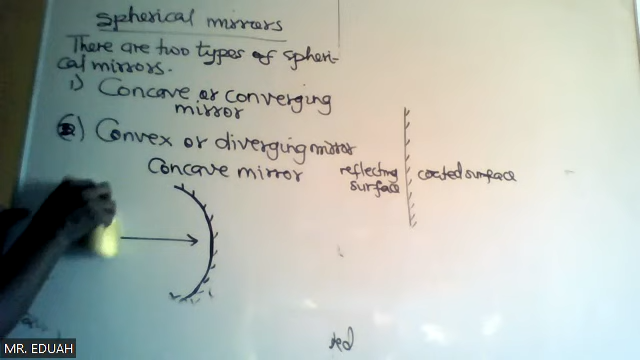 Spherical mirrors
There are two types of spheri-
cal mirrors.
1) Concave or converging
mirror
2) Convex or diverging mirror
Concave mirror
reflecting
surface
coated surface
MR. EDUAH